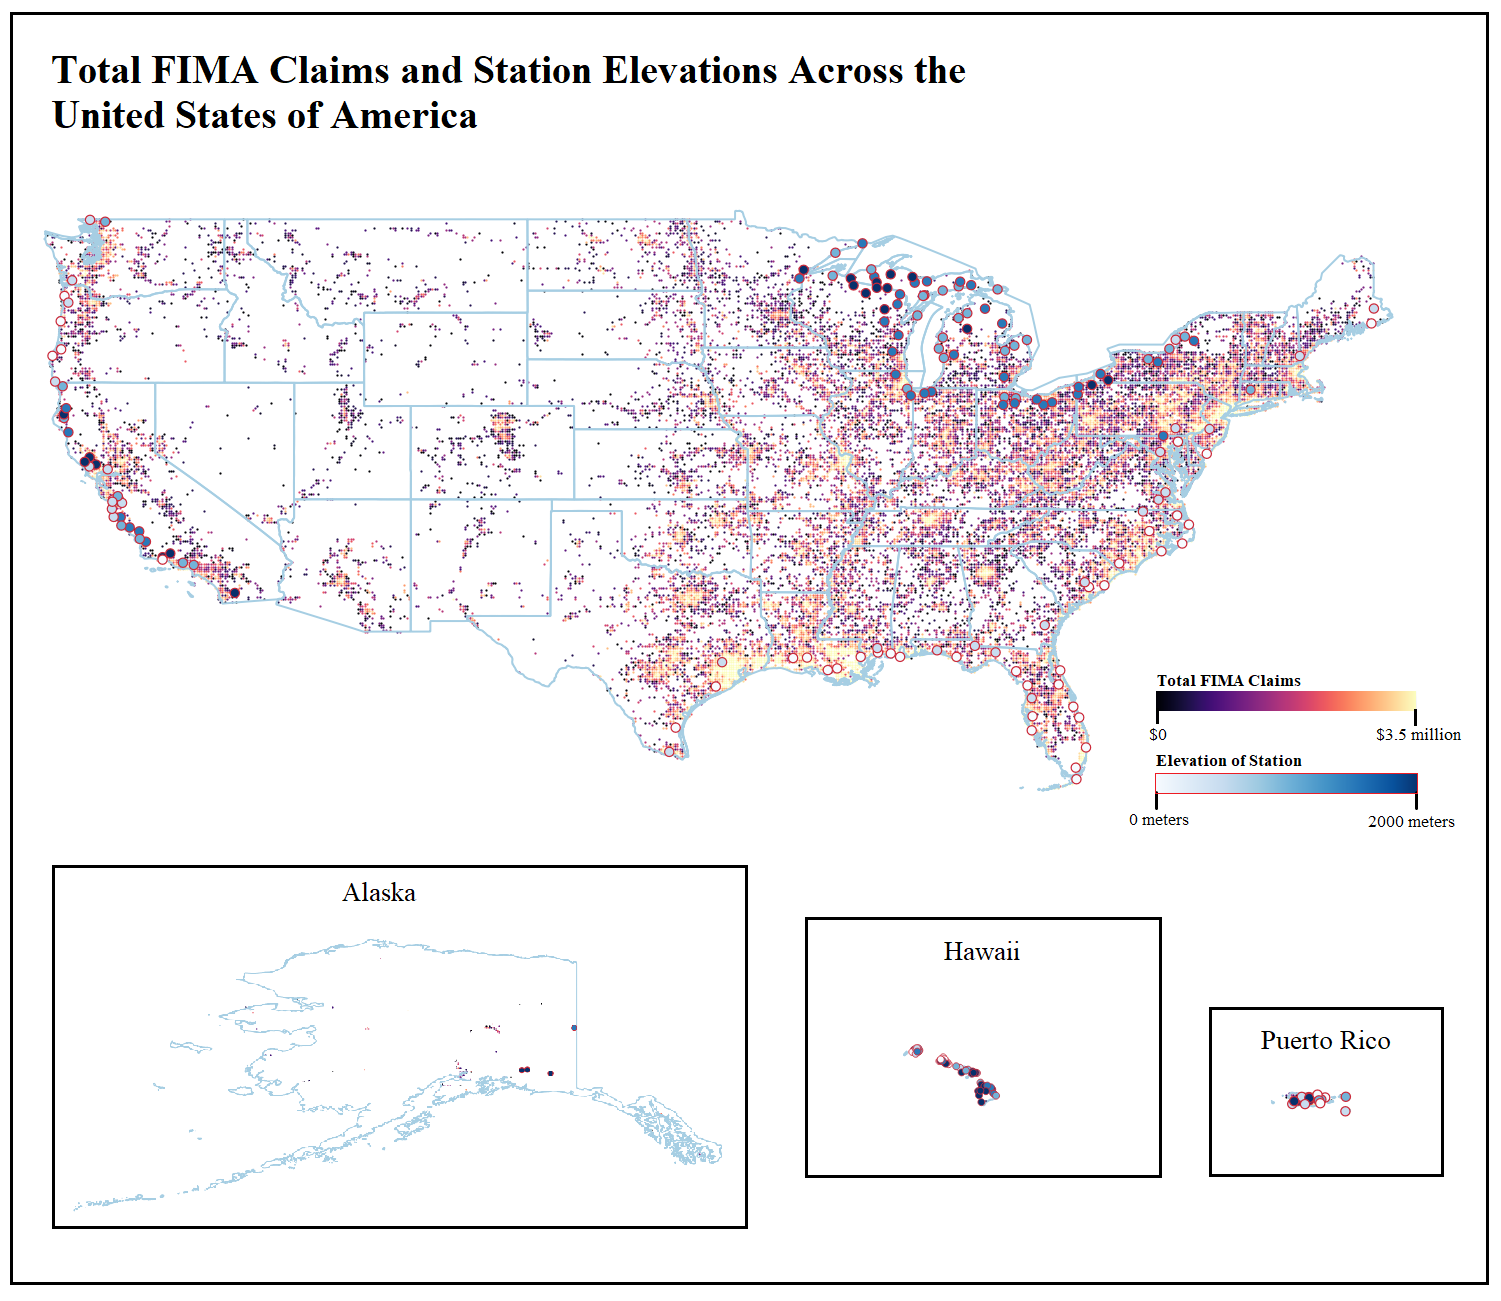 Total FIMA Claims and Station Elevations Across the
United States of America
Total FIMA Claims
$0
$3.5 million
Elevation of Station
0 meters
2000 meters
Alaska
Hawaii
Puerto Rico